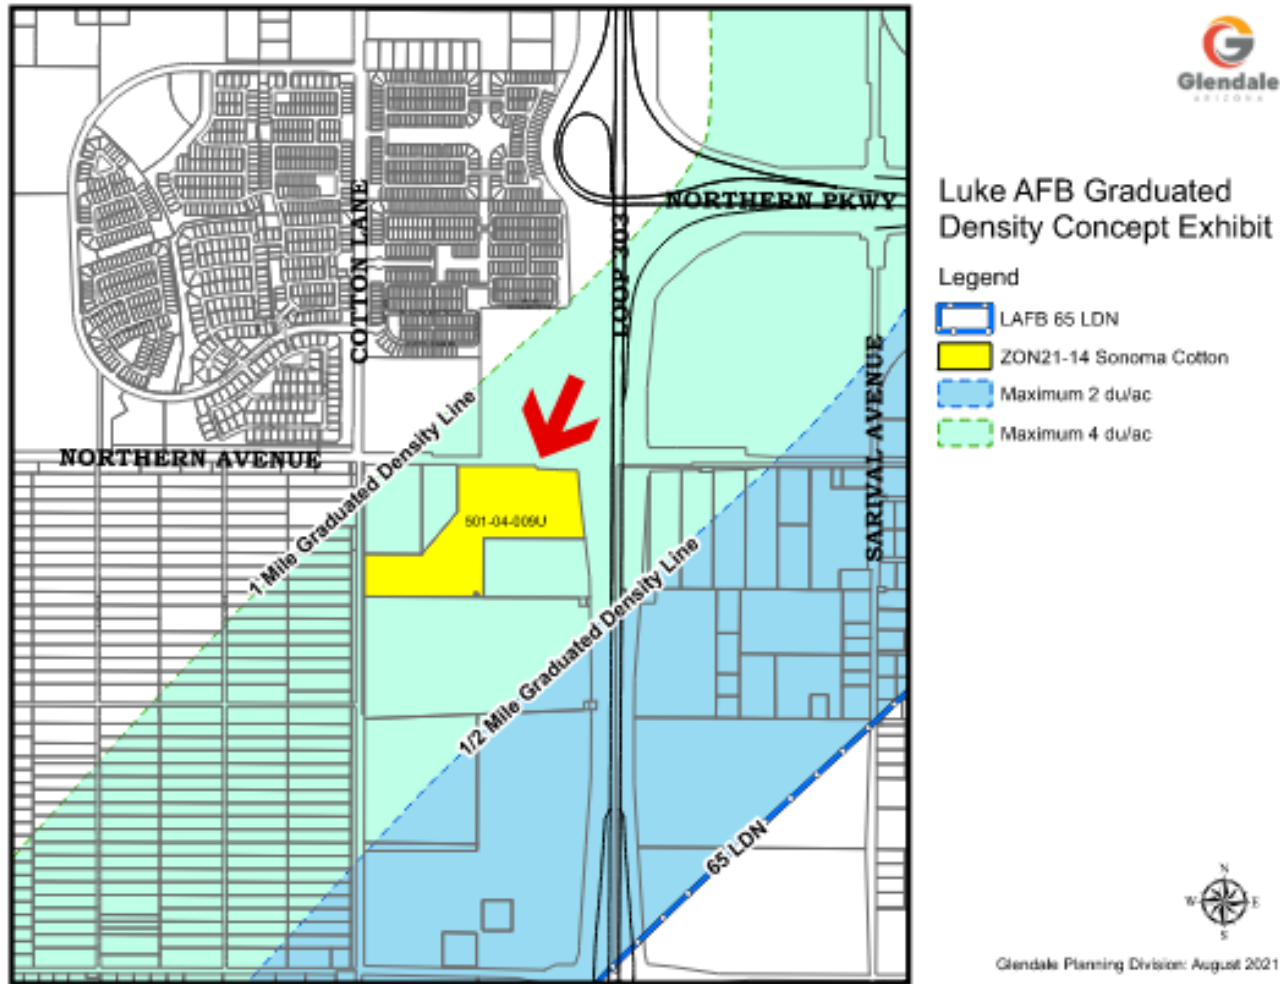 Glendale
ARIZONA
Luke AFB Graduated
Density Concept Exhibit
Legend
LAFB 65 LDN
ZON21-14 Sonoma Cotton
Maximum 2 du/ac
Maximum 4 du/ac
NORTHERN PKWY
LOOP 303
COTTON LANE
SARIVAL AVENUE
NORTHERN AVENUE
1 Mile Graduated Density Line
501-04-009U
1/2 Mile Graduated Density Line
65 LDN
N
W
E
S
Glendale Planning Division: August 2021